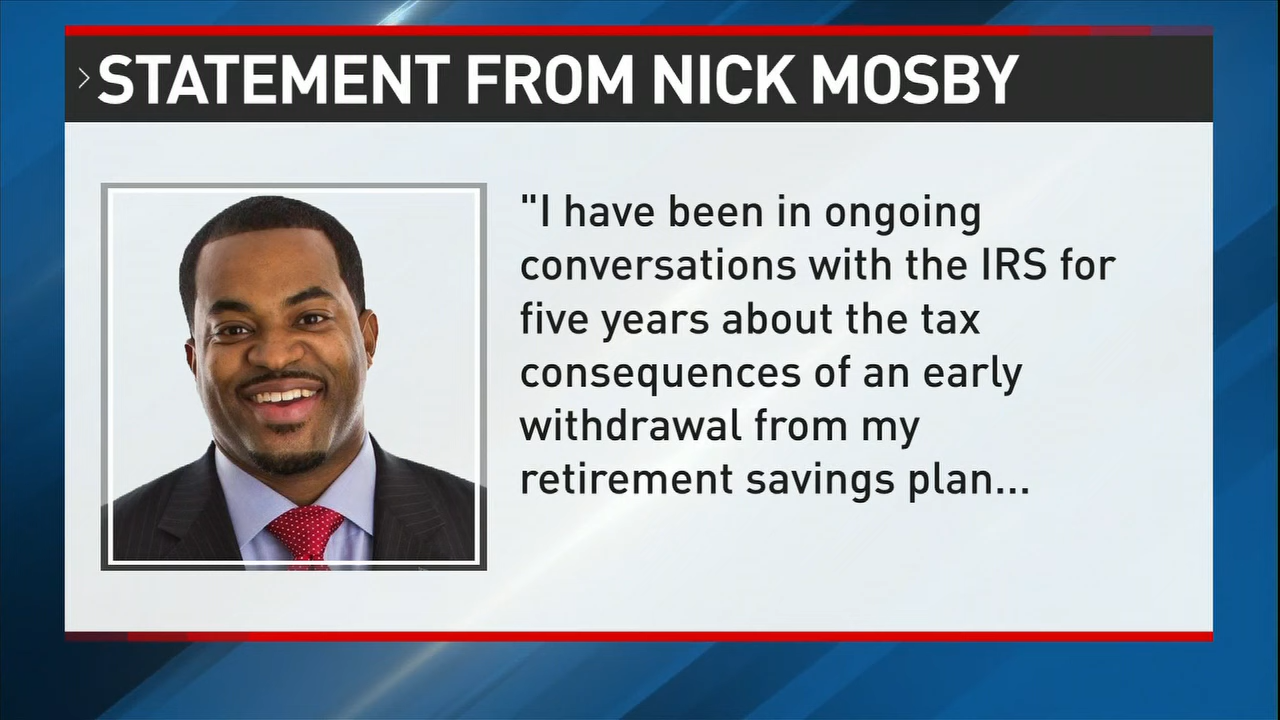 STATEMENT FROM NICK MOSBY
"I have been in ongoing
conversations with the IRS for
five years about the tax
consequences of an early
withdrawal from my
retirement savings plan...